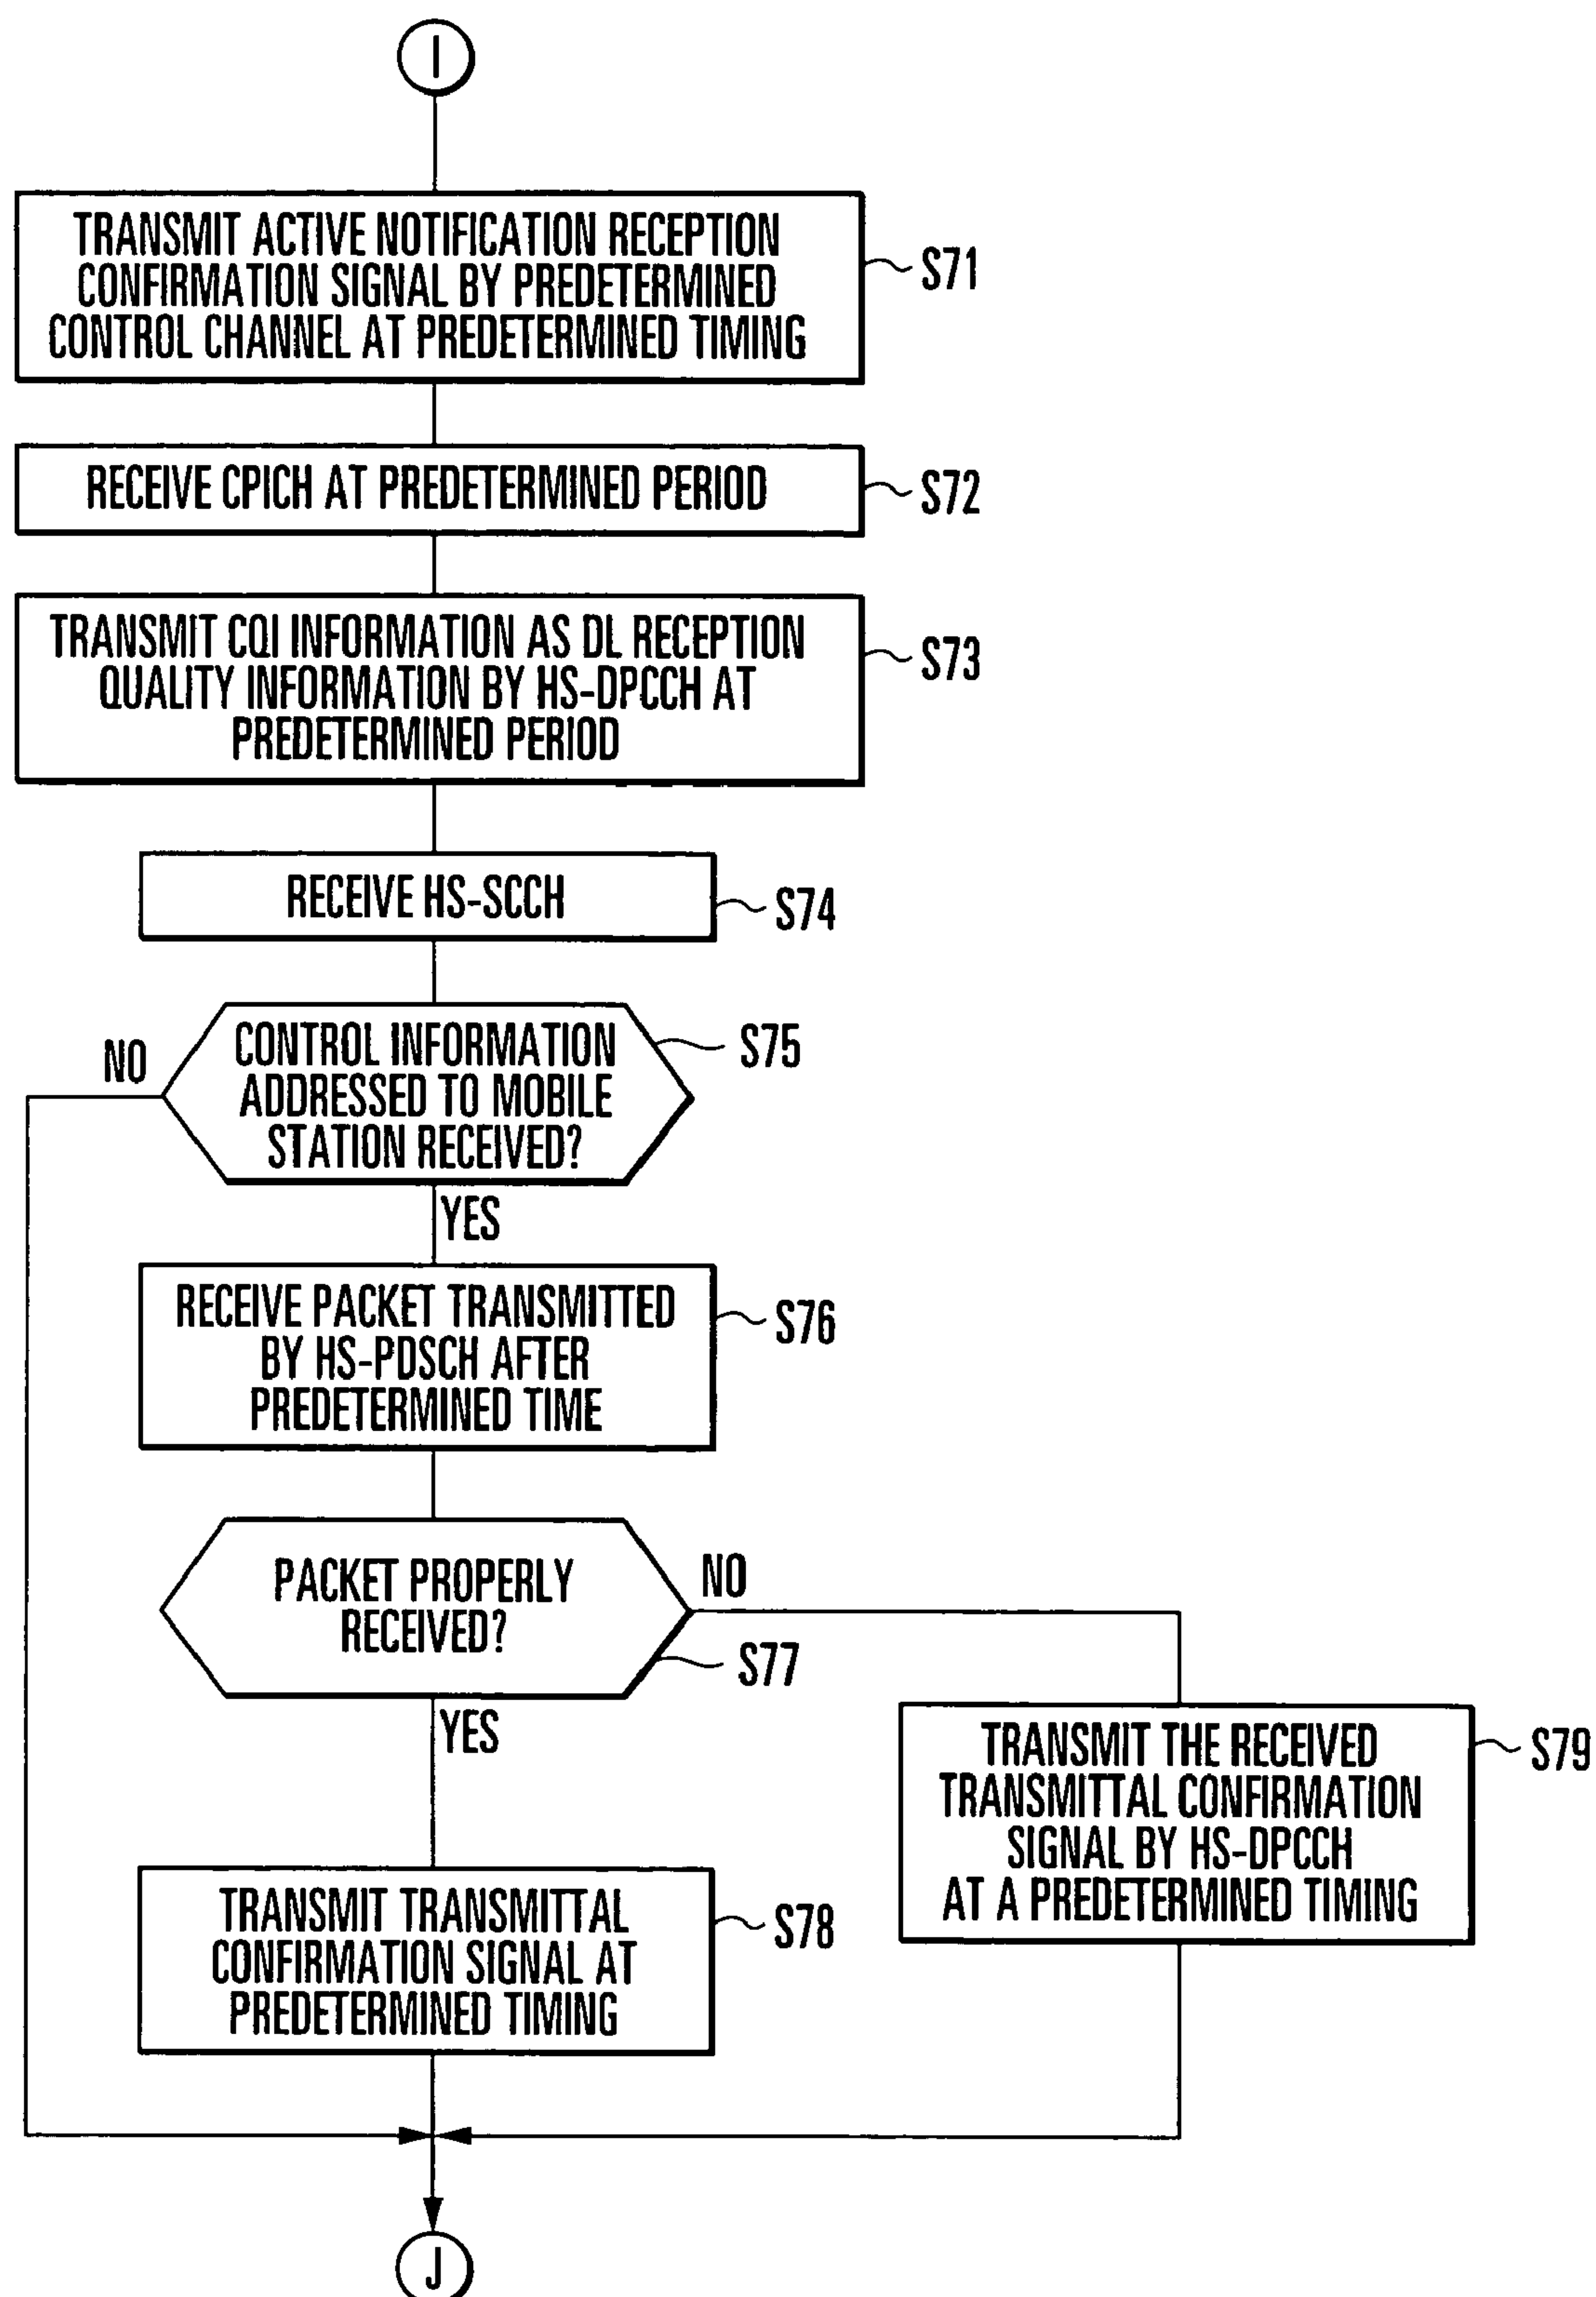 I
TRANSMIT ACTIVE NOTIFICATION RECEPTION
CONFIRMATION SIGNAL BY PREDETERMINED
CONTROL CHANNEL AT PREDETERMINED TIMING
S71
RECEIVE CPICH AT PREDETERMINED PERIOD
S72
TRANSMIT CQI INFORMATION AS DL RECEPTION
QUALITY INFORMATION BY HS-DPCCH AT
PREDETERMINED PERIOD
S73
RECEIVE HS-SCCH
S74
CONTROL INFORMATION
ADDRESSED TO MOBILE
STATION RECEIVED?
S75
NO
YES
RECEIVE PACKET TRANSMITTED
BY HS-PDSCH AFTER
PREDETERMINED TIME
S76
PACKET PROPERLY
RECEIVED?
NO
S77
YES
TRANSMIT THE RECEIVED
TRANSMITTAL CONFIRMATION
SIGNAL BY HS-DPCCH
AT A PREDETERMINED TIMING
S79
TRANSMIT TRANSMITTAL
CONFIRMATION SIGNAL AT
PREDETERMINED TIMING
S78
J